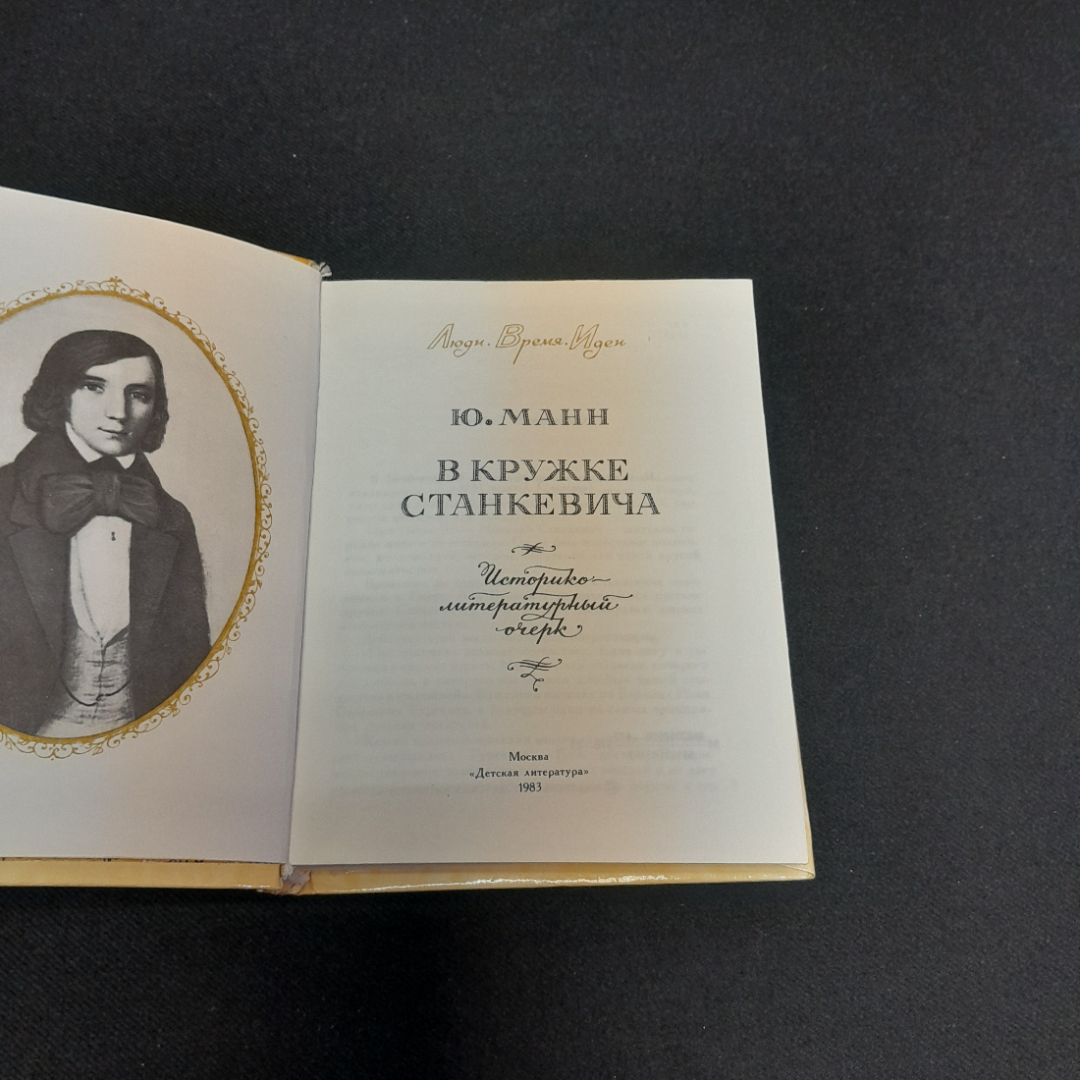 Люди. Время. Идеи
Ю. МАНН
В КРУЖКЕ
СТАНКЕВИЧА
Историко-
литературный
очерк
Москва
«Детская литература»
1983